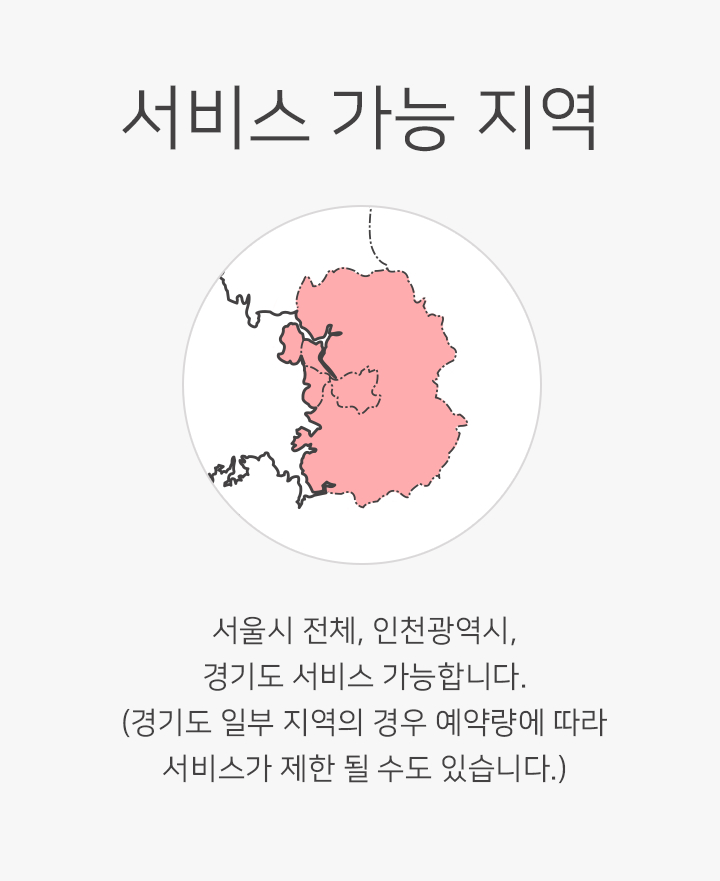 서비스 가능 지역
서울시 전체, 인천광역시,
경기도 서비스 가능합니다.
(경기도 일부 지역의 경우 예약량에 따라
서비스가 제한 될 수도 있습니다.)